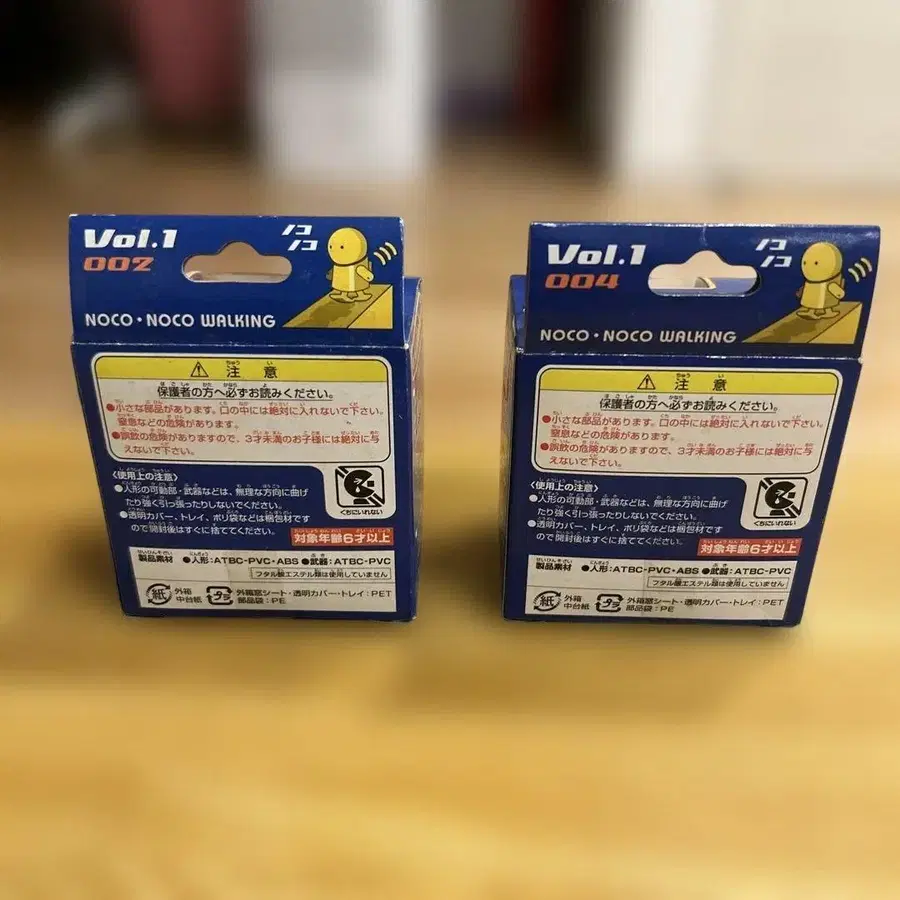 Vol.1
002
ノコ
ノコ
NOCO・NOCO WALKING
注意
保護者の方へ必ずお読みください。
●小さな部品があります。口の中には絶対に入れないで下さい。
窒息などの危険があります。
●誤飲の危険がありますので、3才未満のお子様には絶対に与
えないで下さい。
〈使用上の注意〉
●人形の可動部・武器などは、無理な方向に曲げ
たり強く引っ張ったりしないでください。
●透明カバー、トレイ、ポリ袋などは梱包材です
ので開封後はすぐに捨ててください。
くちにいれない
対象年齢6才以上
製品素材
●人形:ATBC-PVC・ABS ●武器:ATBC-PVC
フタル酸エステル類は使用していません
紙
外箱
中台紙
プラ
外箱窓シート・透明カバー・トレイ:PET
部品袋:PE
Vol.1
004
ノコ
ノコ
NOCO・NOCO WALKING
注意
保護者の方へ必ずお読みください。
●小さな部品があります。口の中には絶対に入れないで下さい。
窒息などの危険があります。
●誤飲の危険がありますので、3才未満のお子様には絶対に与
えないで下さい。
〈使用上の注意〉
●人形の可動部・武器などは、無理な方向に曲げ
たり強く引っ張ったりしないでください。
●透明カバー、トレイ、ポリ袋などは梱包材です
ので開封後はすぐに捨ててください。
くちにいれない
対象年齢6才以上
製品素材
●人形:ATBC-PVC・ABS ●武器:ATBC-PVC
フタル酸エステル類は使用していません
紙
外箱
中台紙
プラ
外箱窓シート・透明カバー・トレイ:PET
部品袋:PE